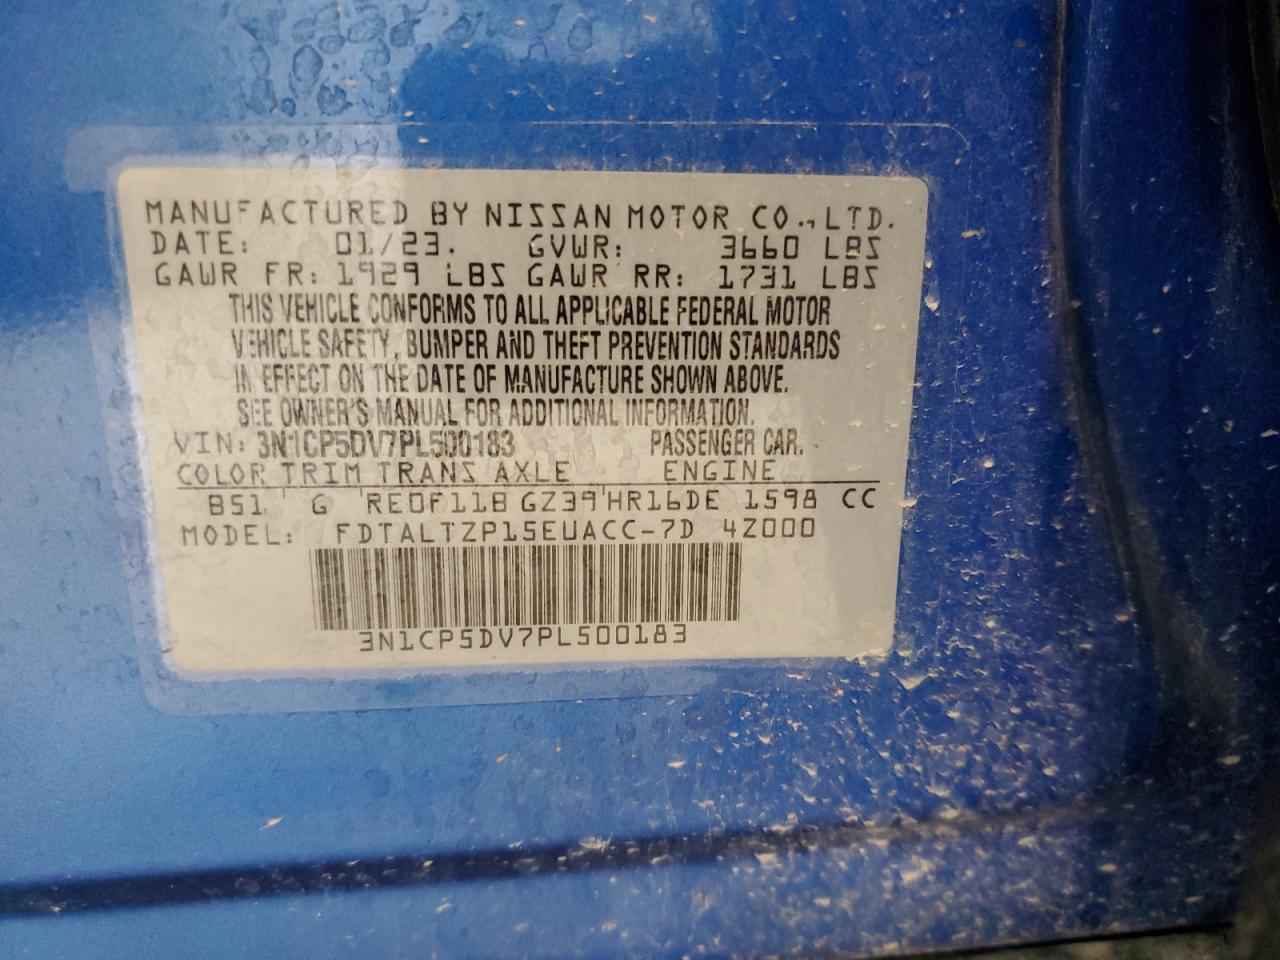 MANUFACTURED BY NISSAN MOTOR CO., LTD.
DATE: 01/23. GVWR: 3660 LBS
GAWR FR: 1929 LBS GAWR RR: 1731 LBS
THIS VEHICLE CONFORMS TO ALL APPLICABLE FEDERAL MOTOR
VEHICLE SAFETY, BUMPER AND THEFT PREVENTION STANDARDS
IN EFFECT ON THE DATE OF MANUFACTURE SHOWN ABOVE.
SEE OWNER'S MANUAL FOR ADDITIONAL INFORMATION.
VIN: 3N1CP5DV7PL500183 PASSENGER CAR.
COLOR TRIM TRANS AXLE ENGINE
B51 G RE0F11B GZ39 HR16DE 1598 CC
MODEL: FDTALTZP15EUACC-7D 4Z000
3N1CP5DV7PL500183